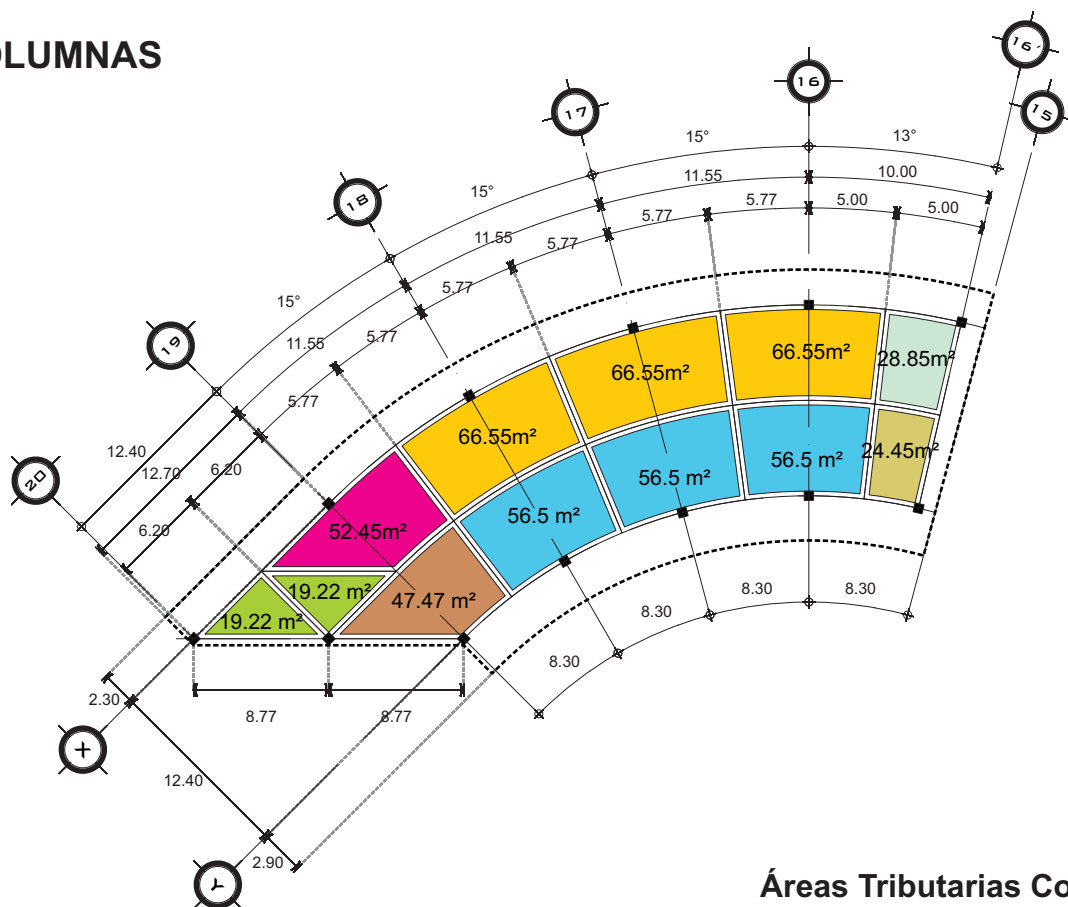 OLUMNAS
16'
16
15
17
15°
13°
15°
11.55
10.00
18
5.77
5.00
5.77
5.00
11.55
5.77
15°
5.77
66.55m²
28.85m²
19
5.77
66.55m²
11.55
5.77
66.55m²
12.40
24.45m²
6.20
56.5 m²
12.70
56.5 m²
20
56.5 m²
6.20
52.45m²
19.22 m²
47.47 m²
19.22 m²
8.30
8.30
8.30
8.30
2.30
8.77
8.77
X
12.40
2.90
Y
Áreas Tributarias Co